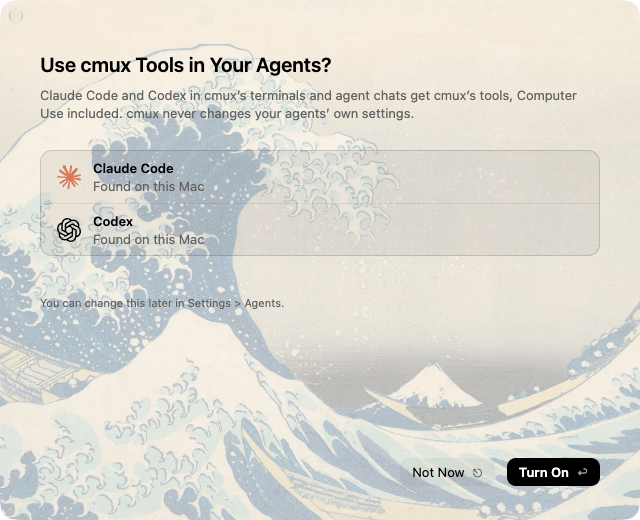 Use cmux Tools in Your Agents?
Claude Code and Codex in cmux’s terminals and agent chats get cmux’s tools, Computer
Use included. cmux never changes your agents’ own settings.
Claude Code
Found on this Mac
Codex
Found on this Mac
You can change this later in Settings > Agents.
Not Now
Turn On